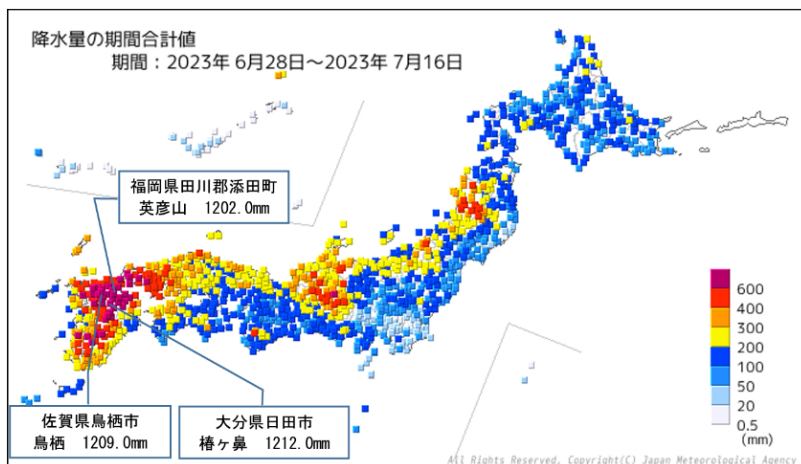 降水量の期間合計値
期間：2023年 6月28日～2023年 7月16日
福岡県田川郡添田町
英彦山　1202.0mm
佐賀県鳥栖市
鳥栖　1209.0mm
大分県日田市
椿ヶ鼻　1212.0mm
600
400
300
200
100
50
20
0.5
(mm)
All Rights Reserved, Copyright(C) Japan Meteorological Agency